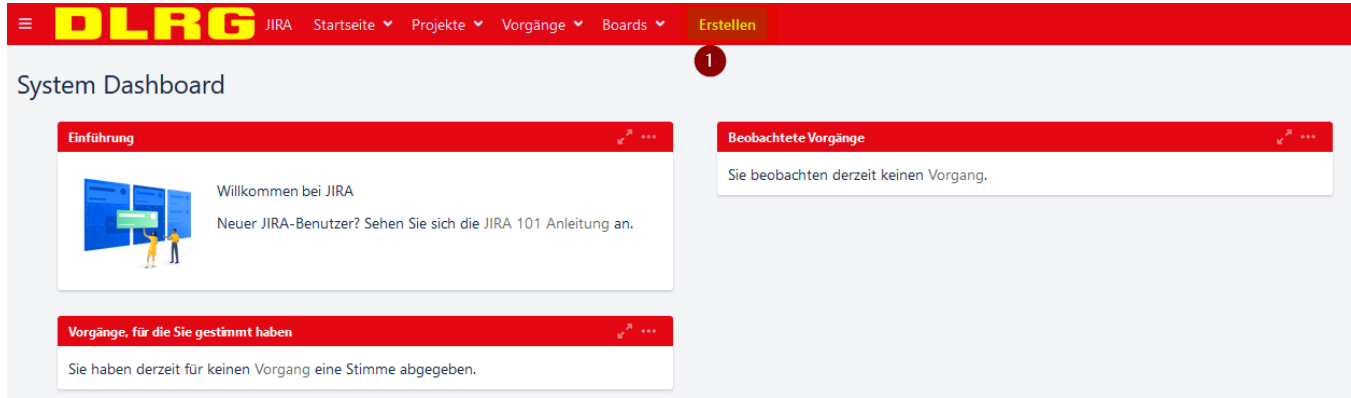 DLRG JIRA Startseite Projekte Vorgänge Boards Erstellen
1
System Dashboard
Einführung
Willkommen bei JIRA
Neuer JIRA-Benutzer? Sehen Sie sich die JIRA 101 Anleitung an.
Beobachtete Vorgänge
Sie beobachten derzeit keinen Vorgang.
Vorgänge, für die Sie gestimmt haben
Sie haben derzeit für keinen Vorgang eine Stimme abgegeben.